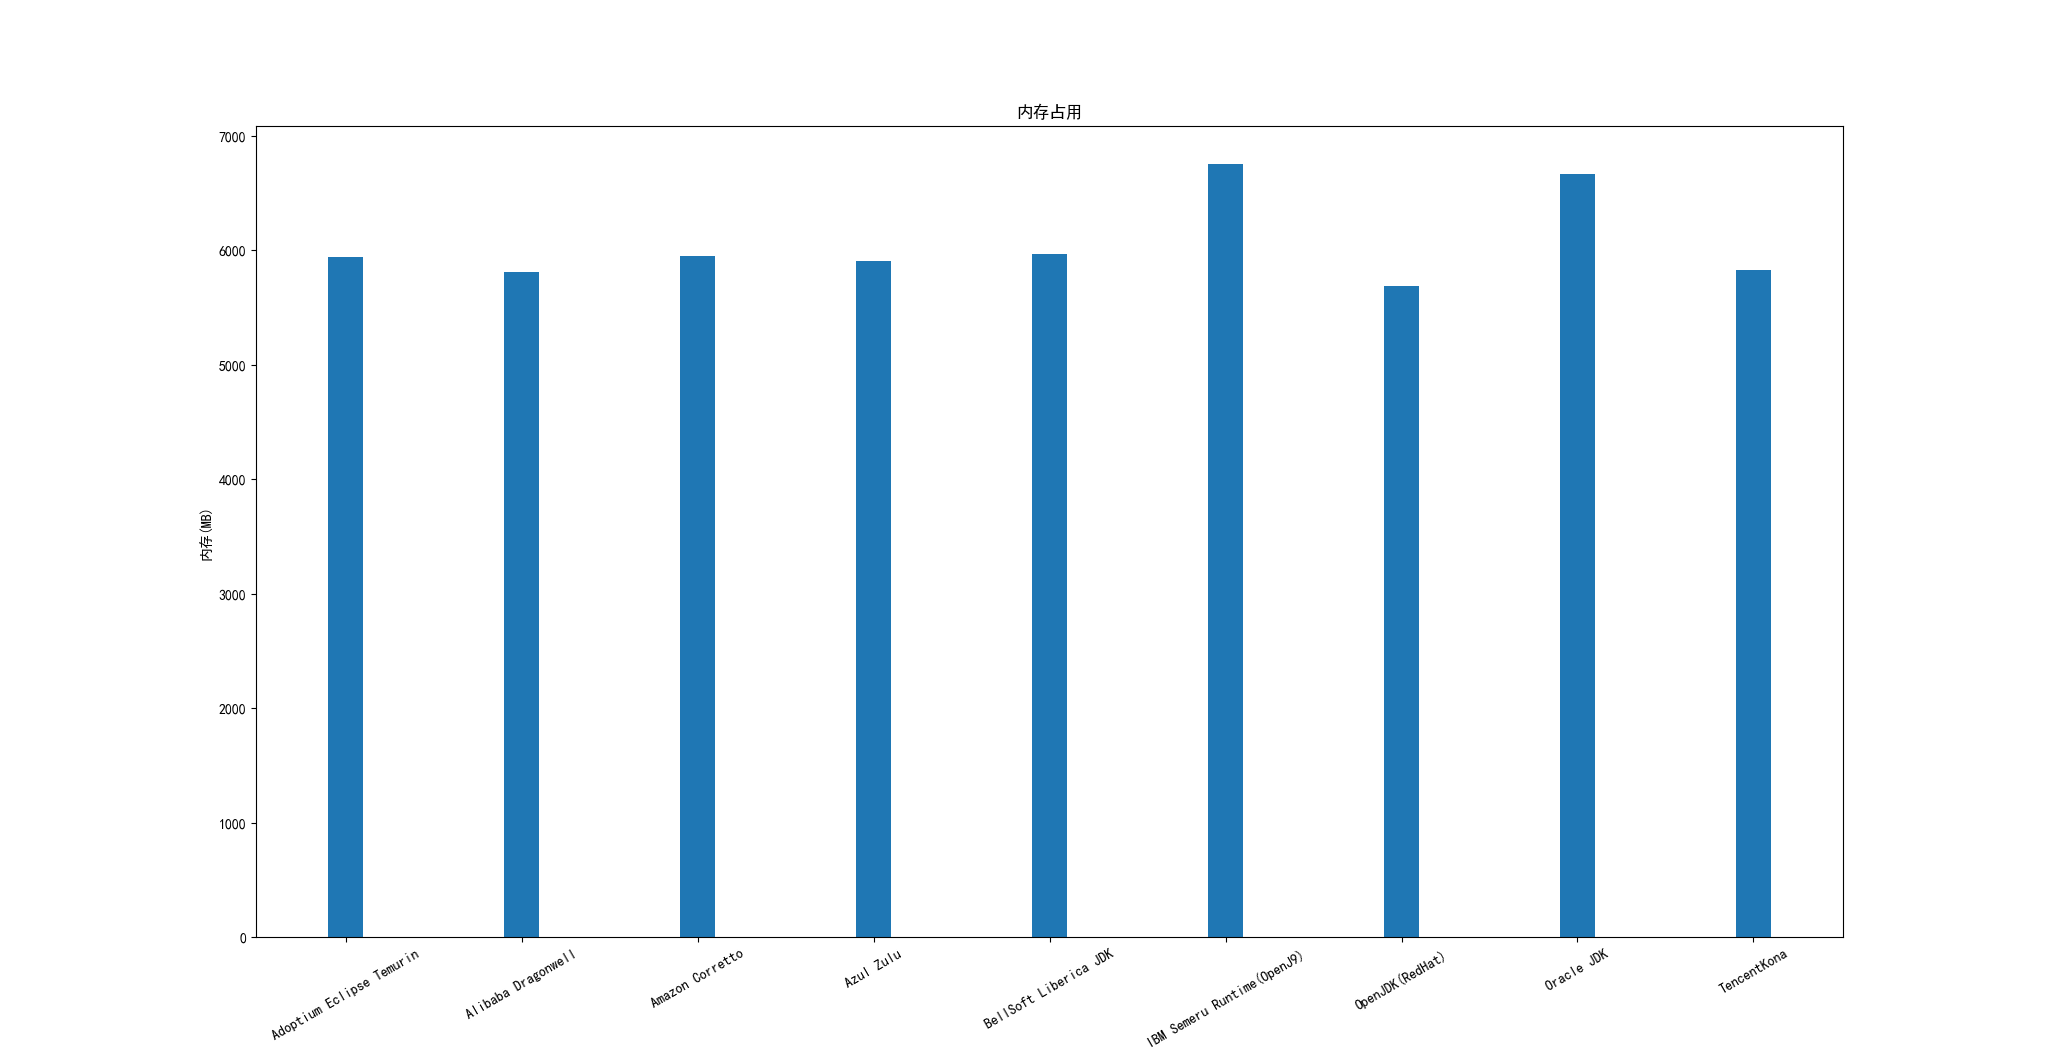 内存占用
内存(MB)
7000
6000
5000
4000
3000
2000
1000
0
Adoptium Eclipse Temurin
Alibaba Dragonwell
Amazon Corretto
Azul Zulu
BellSoft Liberica JDK
IBM Semeru Runtime(OpenJ9)
OpenJDK(RedHat)
Oracle JDK
TencentKona